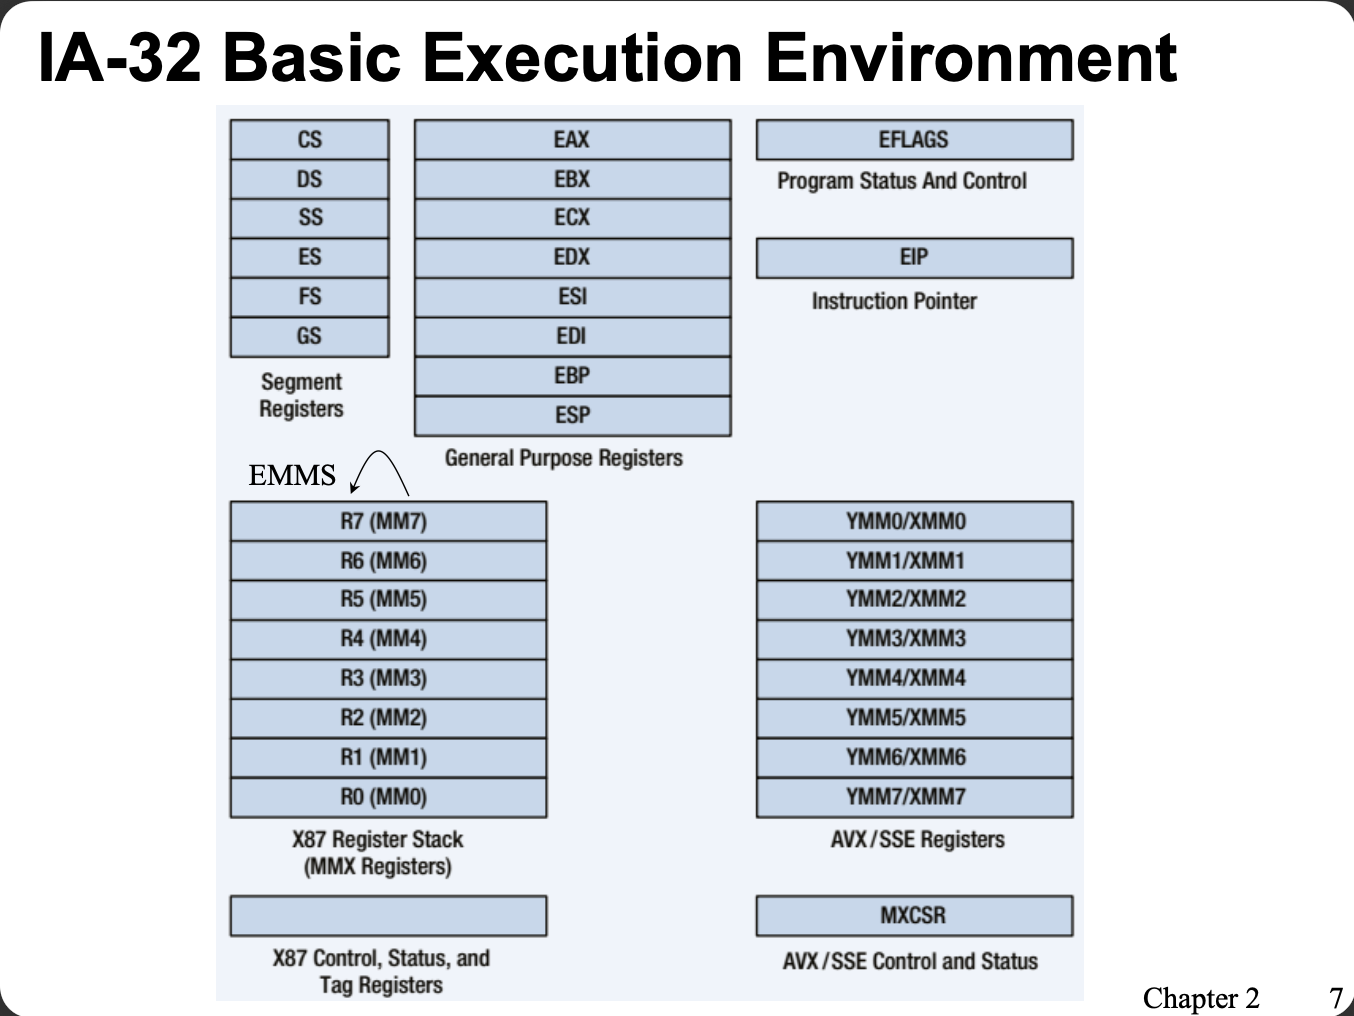 IA-32 Basic Execution Environment
CS
DS
SS
ES
FS
GS
Segment
Registers
EAX
EBX
ECX
EDX
ESI
EDI
EBP
ESP
General Purpose Registers
EFLAGS
Program Status And Control
EIP
Instruction Pointer
EMMS
R7 (MM7)
R6 (MM6)
R5 (MM5)
R4 (MM4)
R3 (MM3)
R2 (MM2)
R1 (MM1)
R0 (MM0)
X87 Register Stack
(MMX Registers)
X87 Control, Status, and
Tag Registers
YMM0/XMM0
YMM1/XMM1
YMM2/XMM2
YMM3/XMM3
YMM4/XMM4
YMM5/XMM5
YMM6/XMM6
YMM7/XMM7
AVX/SSE Registers
MXCSR
AVX/SSE Control and Status
Chapter 2
7